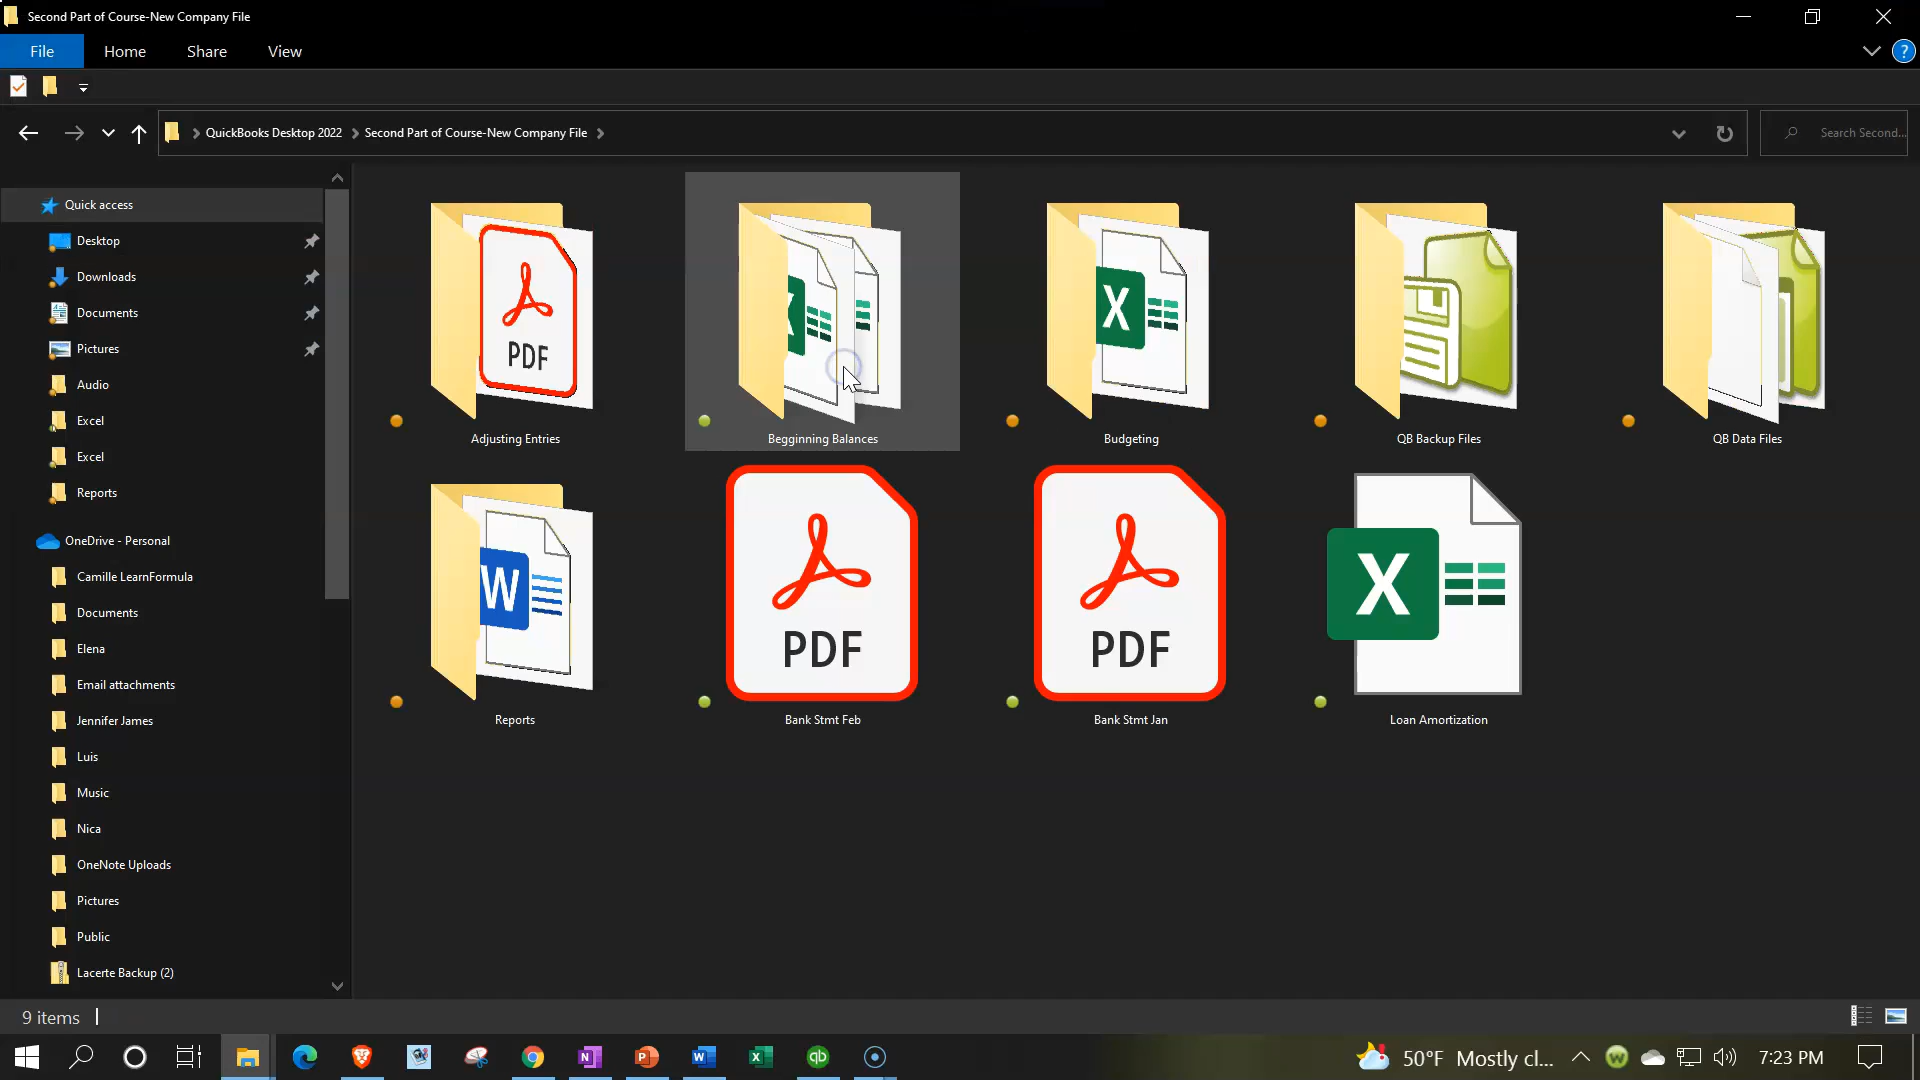 Second Part of Course-New Company File
File
Home
Share
View
QuickBooks Desktop 2022
Second Part of Course-New Company File
Search Second...
Quick access
Desktop
Downloads
Documents
Pictures
Audio
Excel
Excel
Reports
OneDrive - Personal
Camille LearnFormula
Documents
Elena
Email attachments
Jennifer James
Luis
Music
Nica
OneNote Uploads
Pictures
Public
Lacerte Backup (2)
PDF
X
X
Adjusting Entries
Begginning Balances
Budgeting
QB Backup Files
QB Data Files
W
PDF
PDF
X
Reports
Bank Stmt Feb
Bank Stmt Jan
Loan Amortization
9 items
N
P
W
X
qb
50°F Mostly cl...
W
7:23 PM